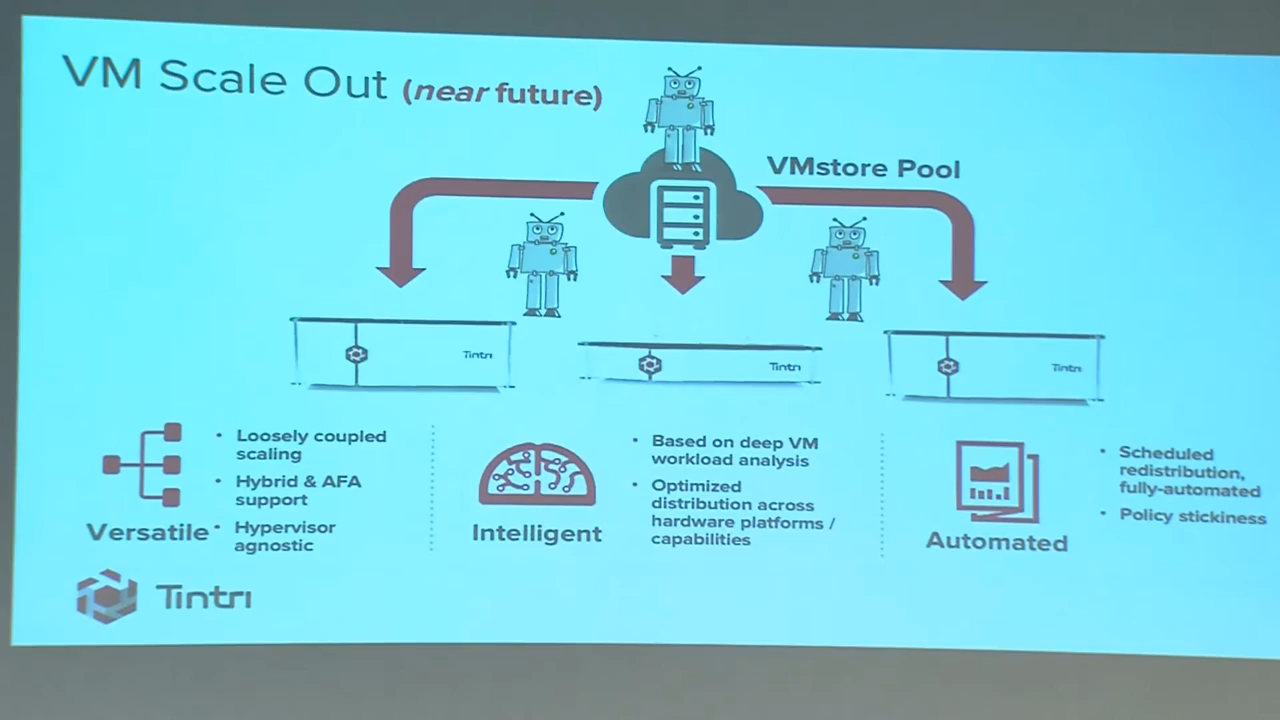 VM Scale Out (near future)
VMstore Pool
Tintri
Tintri
Tintri
Versatile
• Loosely coupled
scaling
• Hybrid & AFA
support
• Hypervisor
agnostic
Intelligent
• Based on deep VM
workload analysis
• Optimized
distribution across
hardware platforms /
capabilities
Automated
• Scheduled
redistribution,
fully-automated
• Policy stickiness
Tintri